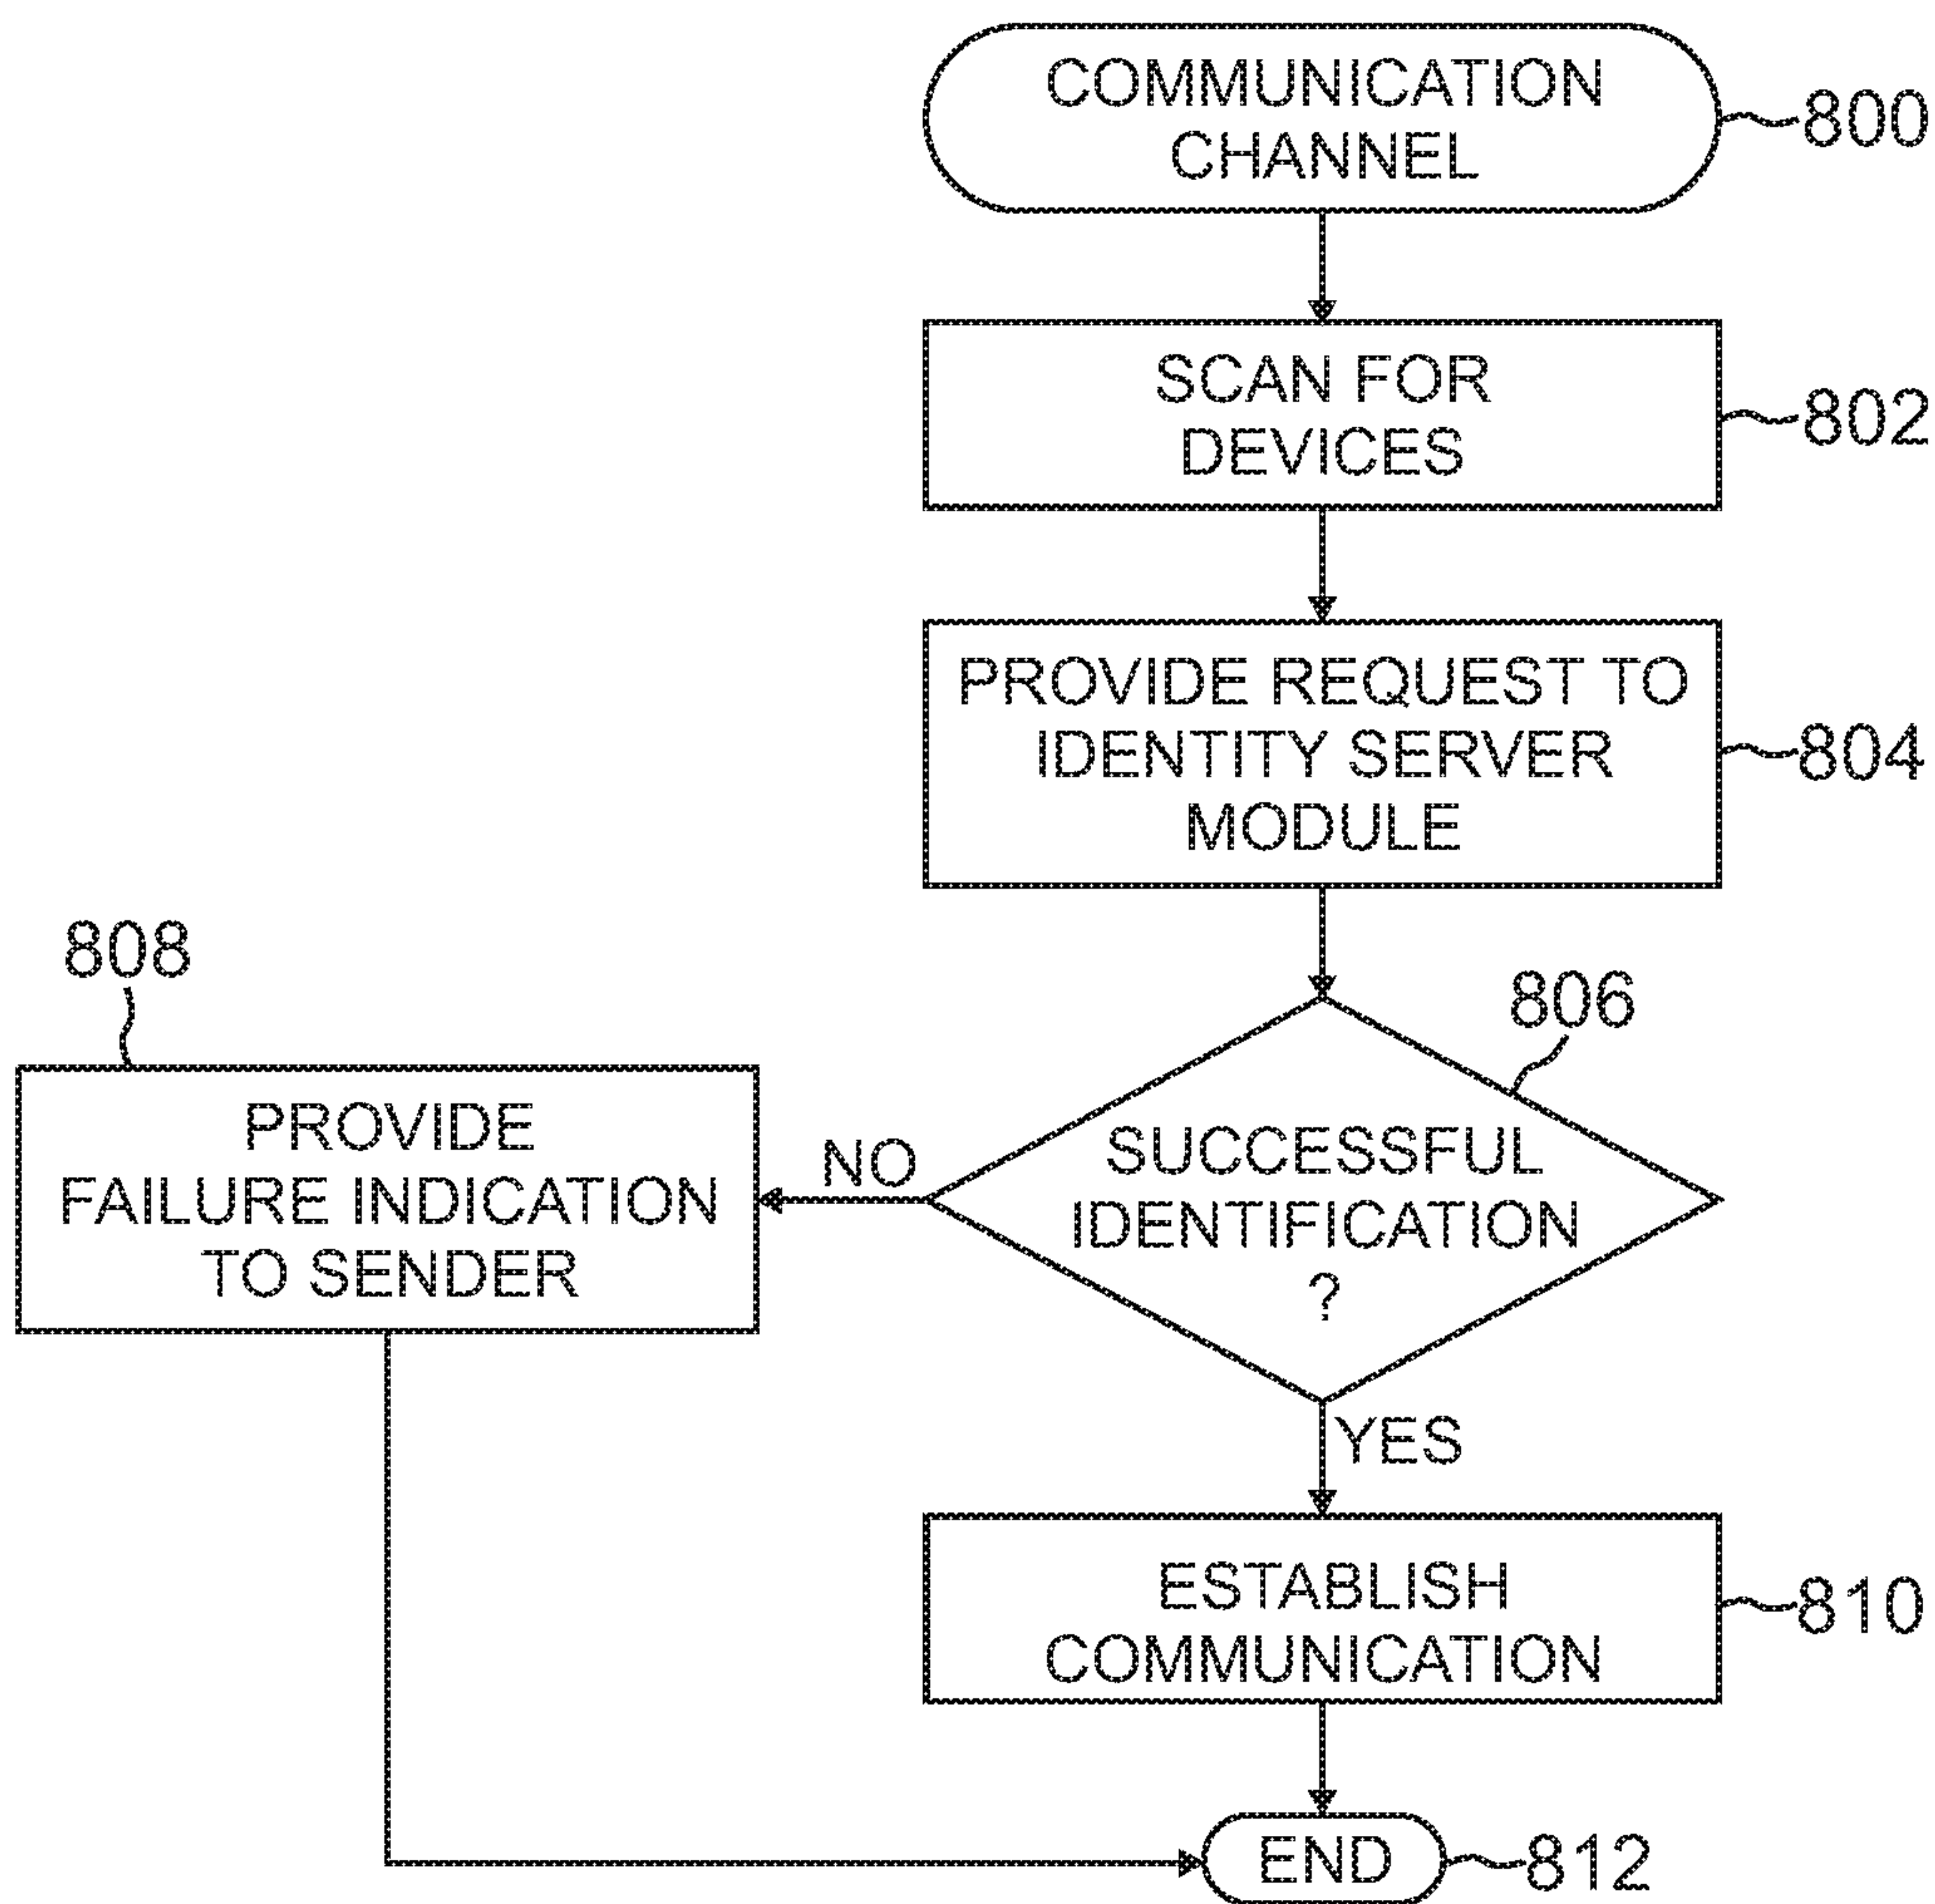 COMMUNICATION
CHANNEL
800
SCAN FOR
DEVICES
802
PROVIDE REQUEST TO
IDENTITY SERVER
MODULE
804
808
806
PROVIDE
FAILURE INDICATION
TO SENDER
NO
SUCCESSFUL
IDENTIFICATION
?
YES
ESTABLISH
COMMUNICATION
810
END
812